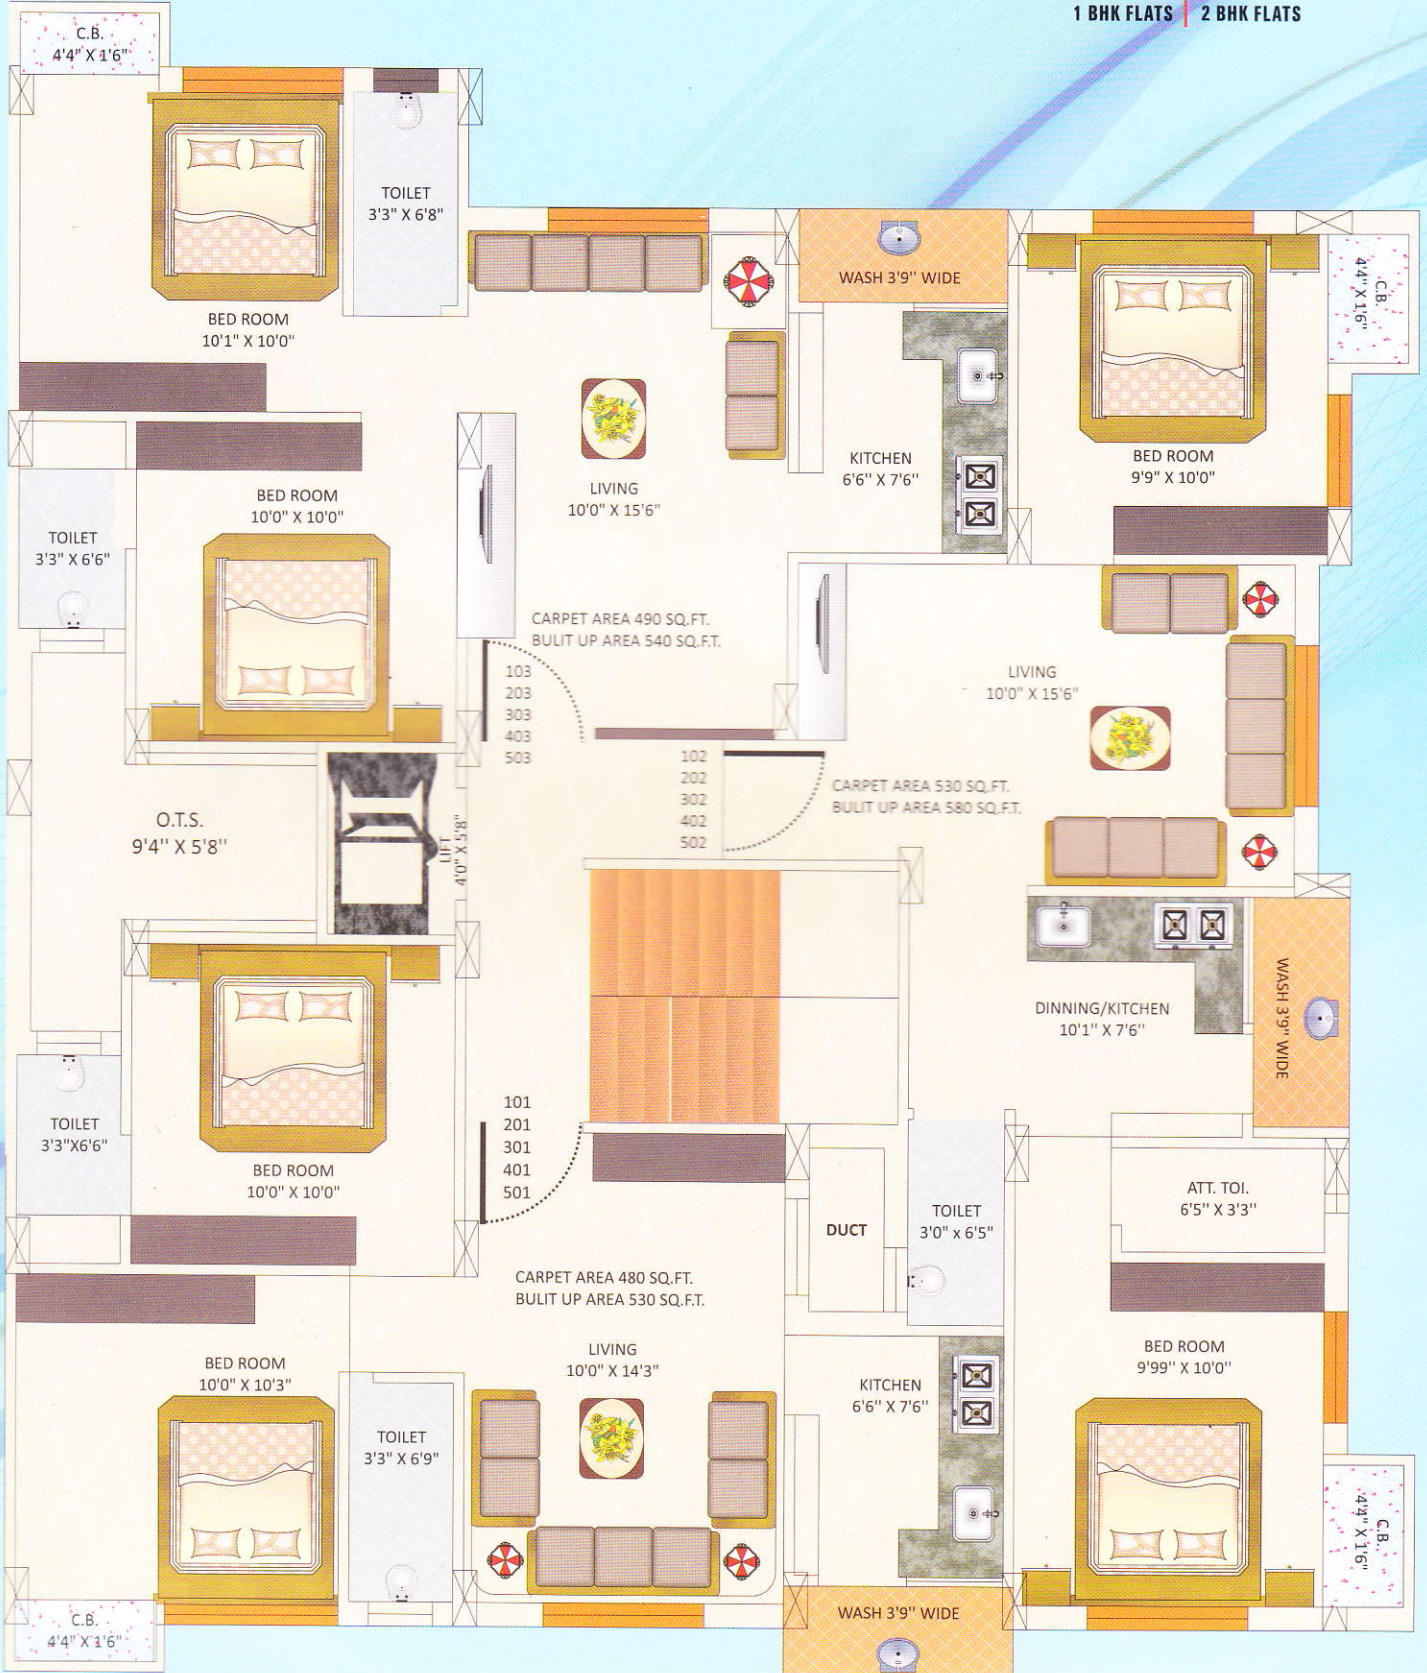 1 BHK FLATS | 2 BHK FLATS
C.B.
4'4" X 1'6"
TOILET
3'3" X 6'8"
BED ROOM
10'1" X 10'0"
WASH 3'9" WIDE
C.B.
4'4" X 1'6"
KITCHEN
6'6" X 7'6"
BED ROOM
9'9" X 10'0"
LIVING
10'0" X 15'6"
BED ROOM
10'0" X 10'0"
TOILET
3'3" X 6'6"
CARPET AREA 490 SQ.FT.
BULIT UP AREA 540 SQ.F.T.
103
203
303
403
503
LIVING
10'0" X 15'6"
102
202
302
402
502
CARPET AREA 530 SQ.FT.
BULIT UP AREA 580 SQ.F.T.
O.T.S.
9'4" X 5'8"
LIFT
4'0" X 5'8"
DINNING/KITCHEN
10'1" X 7'6"
WASH 3'9" WIDE
TOILET
3'3"X6'6"
BED ROOM
10'0" X 10'0"
101
201
301
401
501
DUCT
TOILET
3'0" x 6'5"
ATT. TOI.
6'5" X 3'3"
CARPET AREA 480 SQ.FT.
BULIT UP AREA 530 SQ.F.T.
LIVING
10'0" X 14'3"
BED ROOM
10'0" X 10'3"
KITCHEN
6'6" X 7'6"
BED ROOM
9'99" X 10'0"
TOILET
3'3" X 6'9"
C.B.
4'4" X 1'6"
C.B.
4'4" X 1'6"
WASH 3'9" WIDE